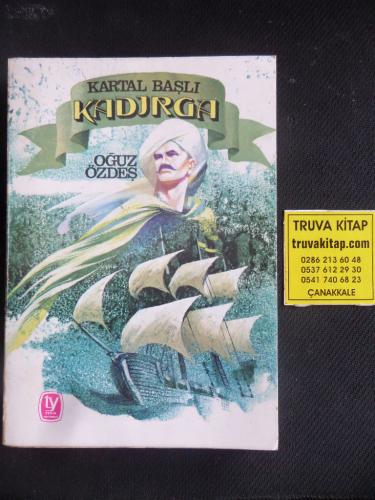 KARTAL BAŞLI
KADIRGA
OĞUZ
ÖZDEŞ
ty
TRUVA KİTAP
truvakitap.com
0286 213 60 48
0537 612 29 30
0541 740 68 23
ÇANAKKALE